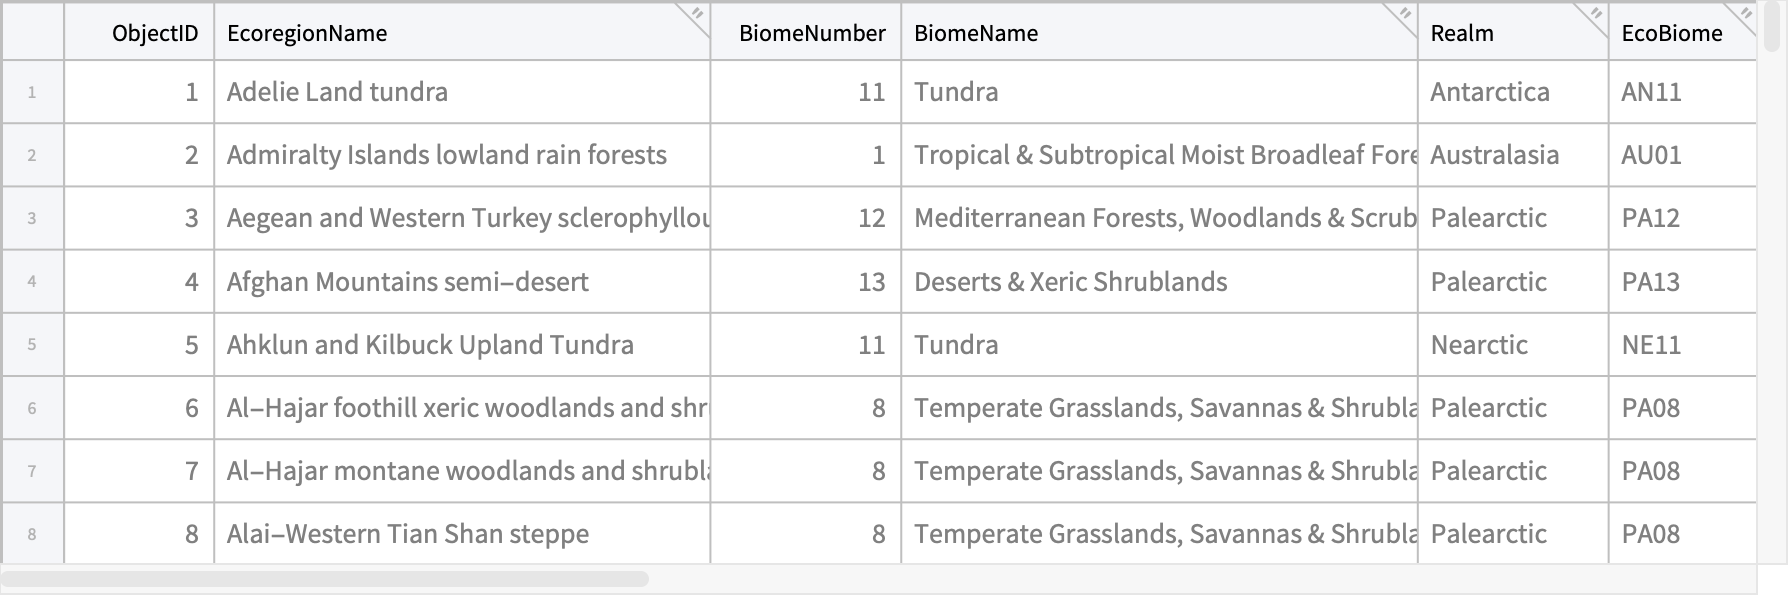 ObjectID EcoregionName BiomeNumber BiomeName Realm EcoBiome
1 1 Adelie Land tundra 11 Tundra Antarctica AN11
2 2 Admiralty Islands lowland rain forests 1 Tropical & Subtropical Moist Broadleaf Fore Australasia AU01
3 3 Aegean and Western Turkey sclerophyllou 12 Mediterranean Forests, Woodlands & Scrub Palearctic PA12
4 4 Afghan Mountains semi-desert 13 Deserts & Xeric Shrublands Palearctic PA13
5 5 Ahklun and Kilbuck Upland Tundra 11 Tundra Nearctic NE11
6 6 Al-Hajar foothill xeric woodlands and shr 8 Temperate Grasslands, Savannas & Shrubla Palearctic PA08
7 7 Al-Hajar montane woodlands and shrubla 8 Temperate Grasslands, Savannas & Shrubla Palearctic PA08
8 8 Alai-Western Tian Shan steppe 8 Temperate Grasslands, Savannas & Shrubla Palearctic PA08